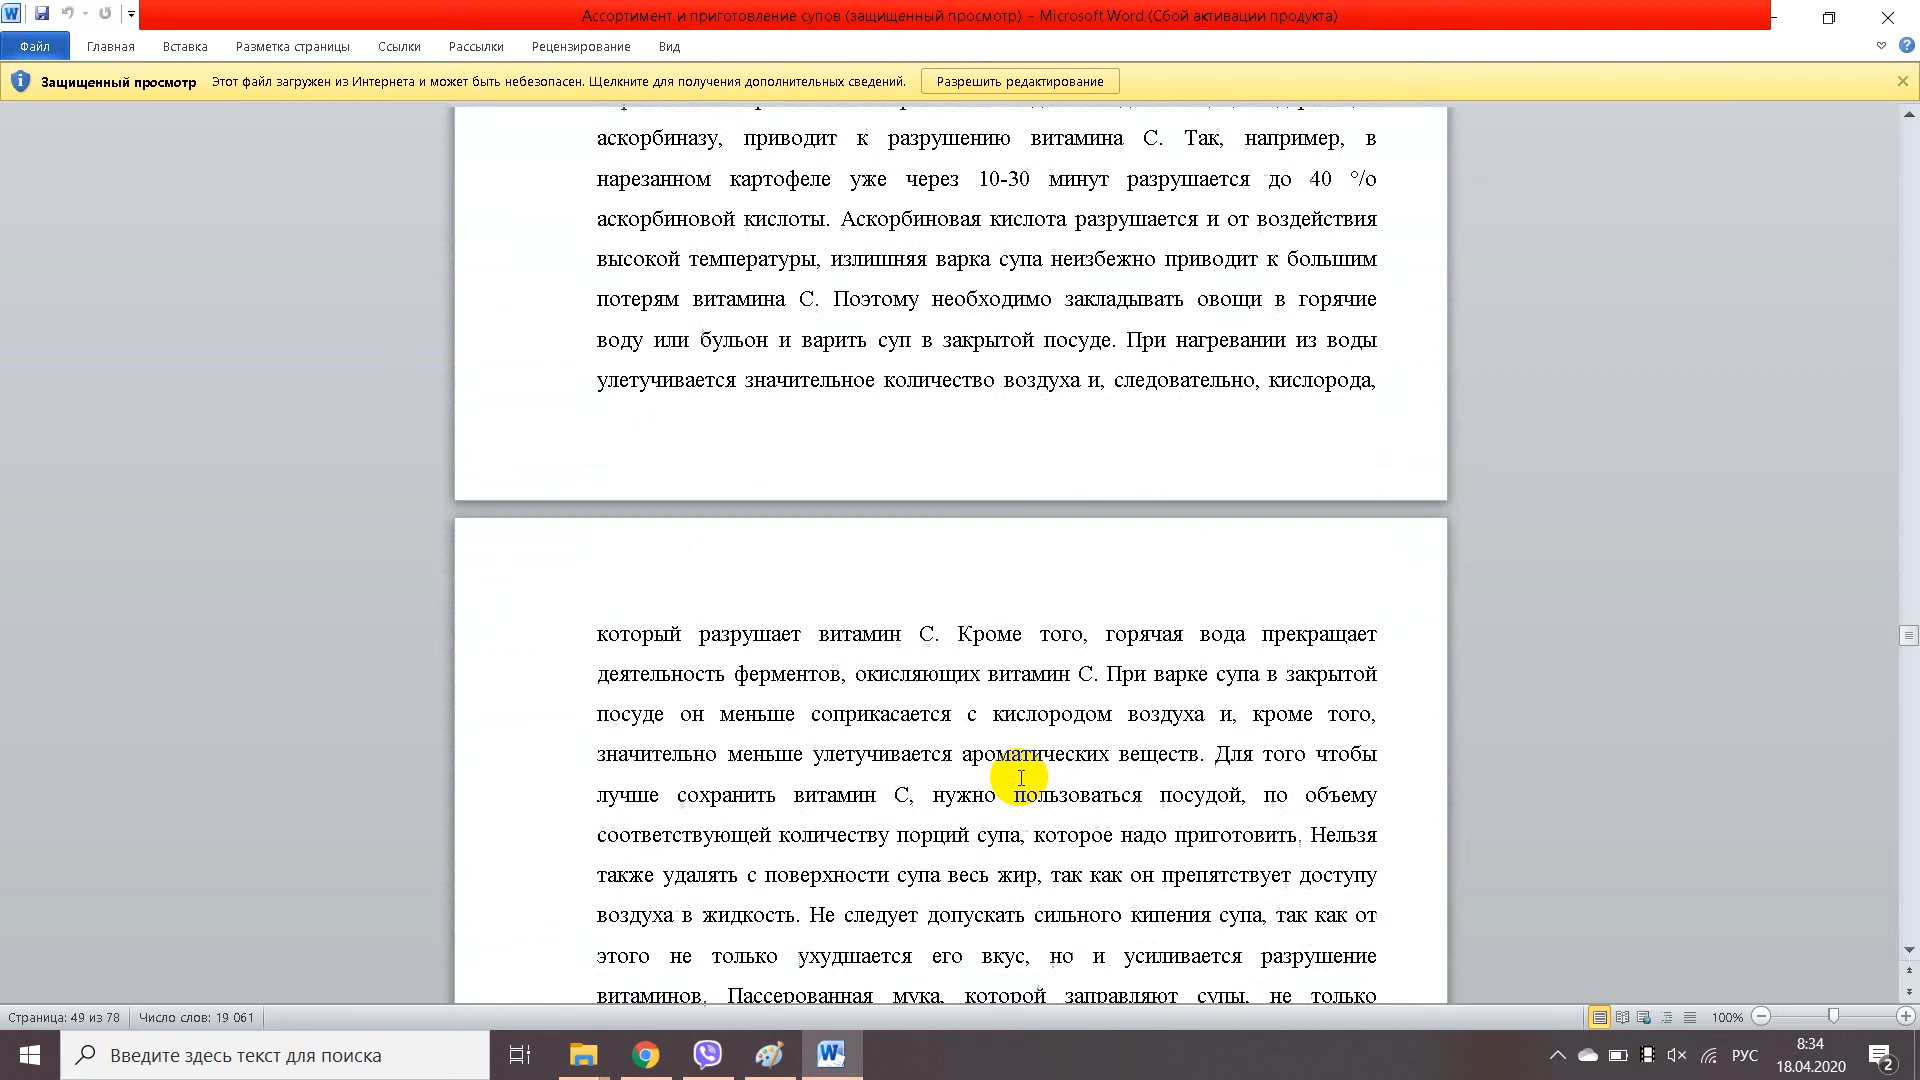 Ассортимент и приготовление супов (защищенный просмотр) - Microsoft Word (Сбой активации продукта)
Файл Главная Вставка Разметка страницы Ссылки Рассылки Рецензирование Вид
Защищенный просмотр Этот файл загружен из Интернета и может быть небезопасен. Щелкните для получения дополнительных сведений. Разрешить редактирование
аскорбиназу, приводит к разрушению витамина С. Так, например, в
нарезанном картофеле уже через 10-30 минут разрушается до 40 °/о
аскорбиновой кислоты. Аскорбиновая кислота разрушается и от воздействия
высокой температуры, излишняя варка супа неизбежно приводит к большим
потерям витамина С. Поэтому необходимо закладывать овощи в горячие
воду или бульон и варить суп в закрытой посуде. При нагревании из воды
улетучивается значительное количество воздуха и, следовательно, кислорода,
который разрушает витамин С. Кроме того, горячая вода прекращает
деятельность ферментов, окисляющих витамин С. При варке супа в закрытой
посуде он меньше соприкасается с кислородом воздуха и, кроме того,
значительно меньше улетучивается ароматических веществ. Для того чтобы
лучше сохранить витамин С, нужно пользоваться посудой, по объему
соответствующей количеству порций супа, которое надо приготовить. Нельзя
также удалять с поверхности супа весь жир, так как он препятствует доступу
воздуха в жидкость. Не следует допускать сильного кипения супа, так как от
этого не только ухудшается его вкус, но и усиливается разрушение
витаминов. Пассерованная мука, которой заправляют супы, не только
Страница: 49 из 78 Число слов: 19 061 100%
Введите здесь текст для поиска РУС 8:34
18.04.2020 2